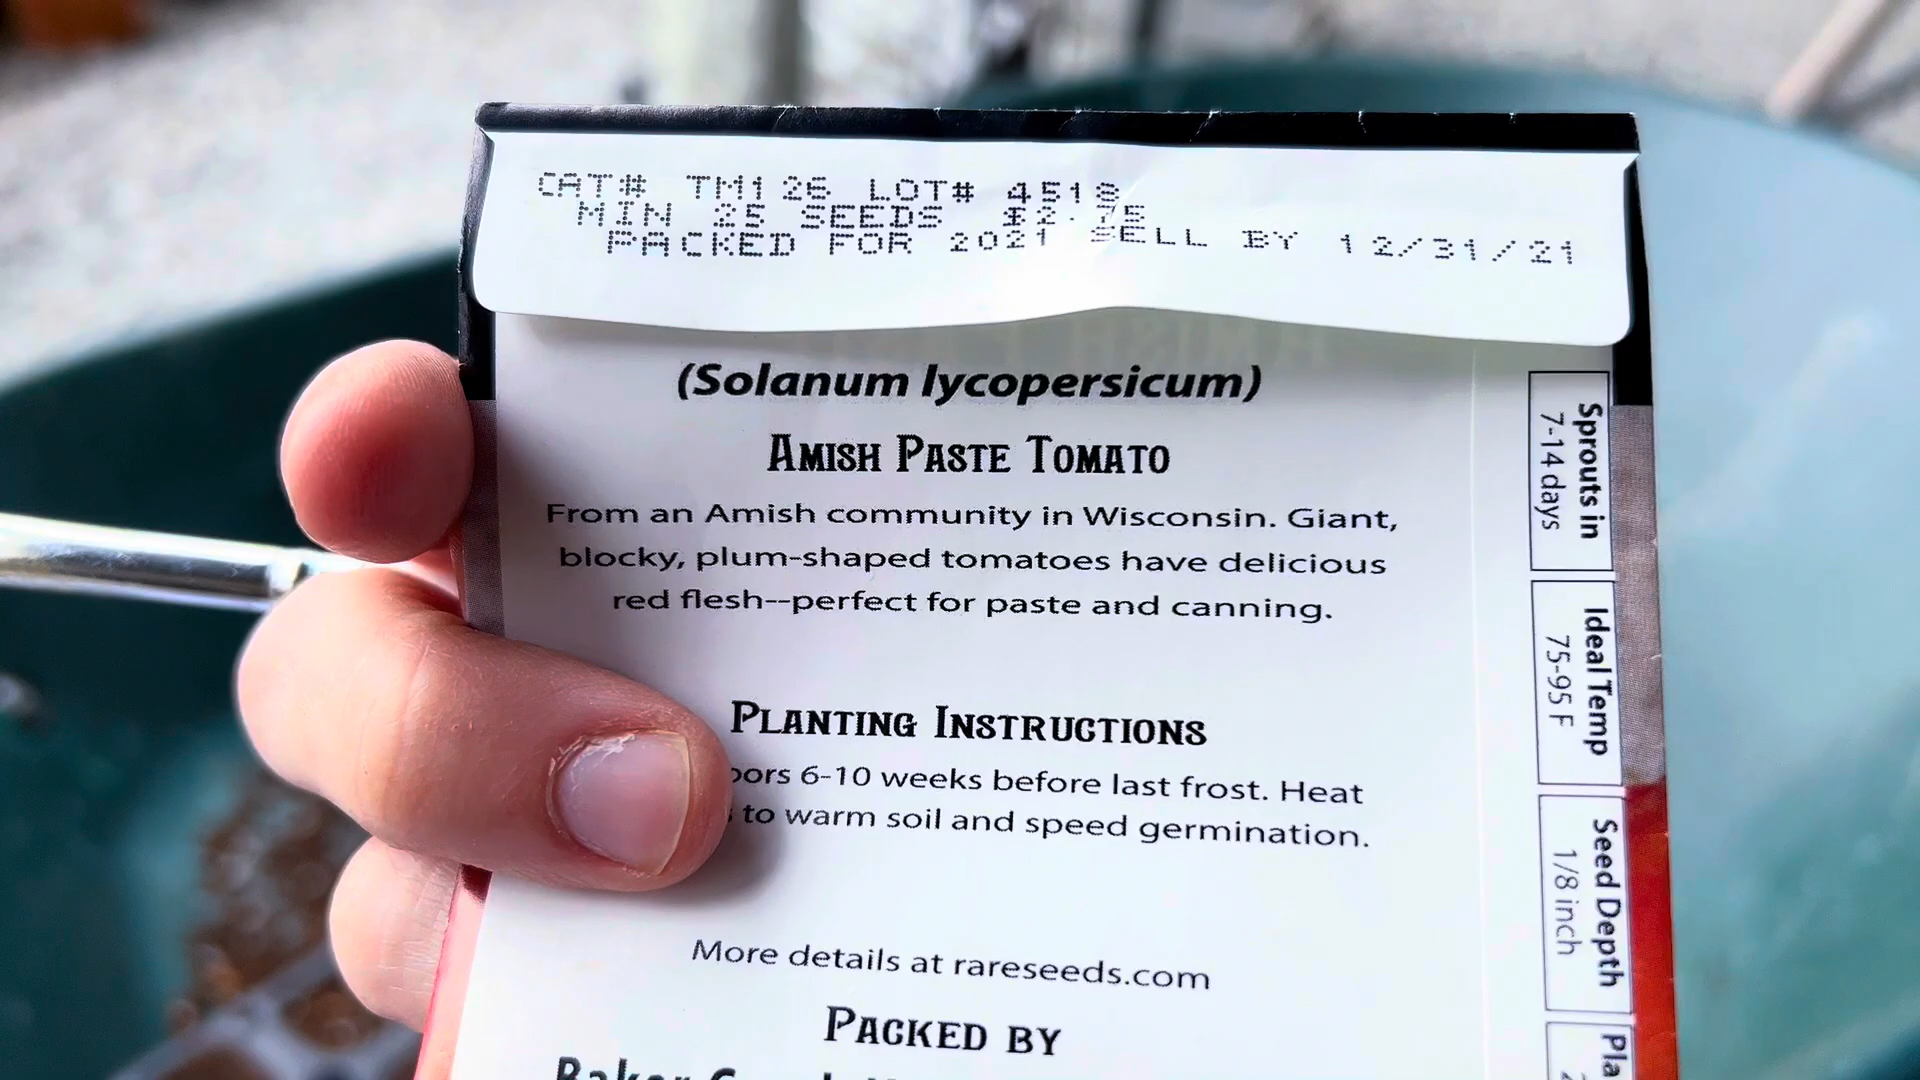 CAT# TM126 LOT# 4518
MIN 25 SEEDS $2.75
PACKED FOR 2021 SELL BY 12/31/21
(Solanum lycopersicum)
AMISH PASTE TOMATO
From an Amish community in Wisconsin. Giant,
blocky, plum-shaped tomatoes have delicious
red flesh--perfect for paste and canning.
PLANTING INSTRUCTIONS
6-10 weeks before last frost. Heat
to warm soil and speed germination.
More details at rareseeds.com
PACKED BY
Sprouts in
7-14 days
Ideal Temp
75-95 F
Seed Depth
1/8 inch